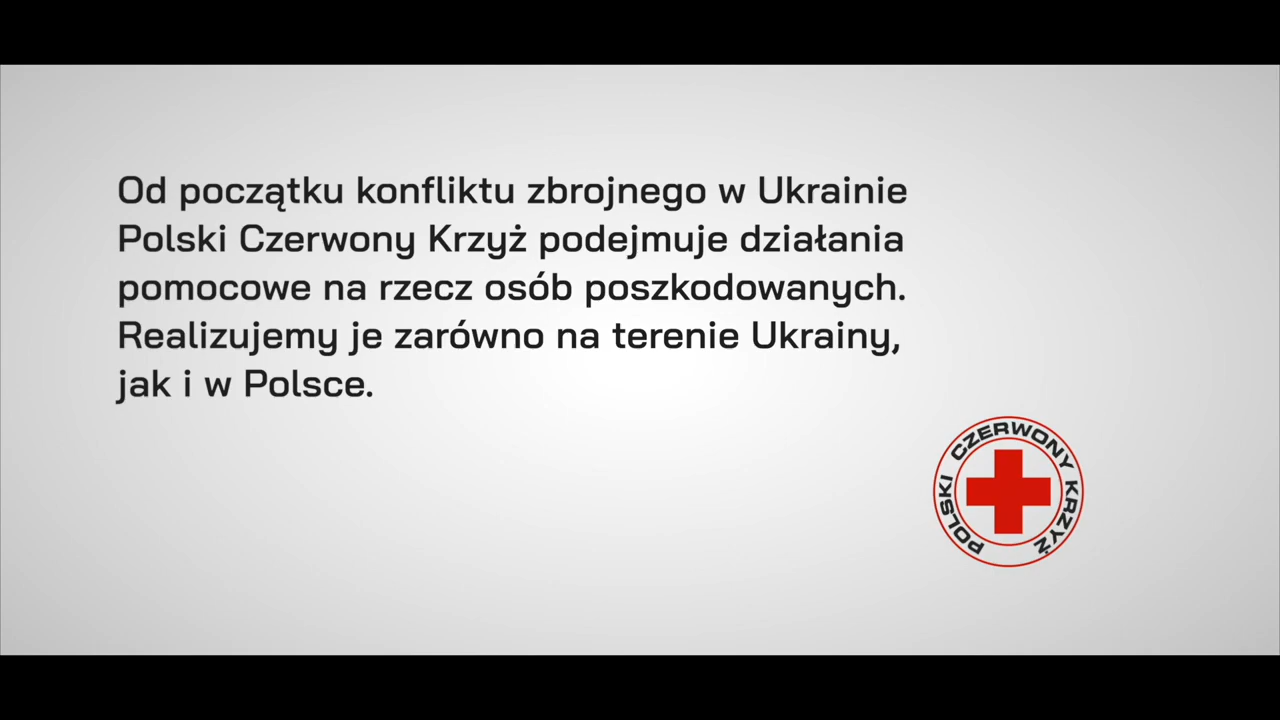 Od początku konfliktu zbrojnego w Ukrainie
Polski Czerwony Krzyż podejmuje działania
pomocowe na rzecz osób poszkodowanych.
Realizujemy je zarówno na terenie Ukrainy,
jak i w Polsce.
POLSKI CZERWONY KRZYŻ